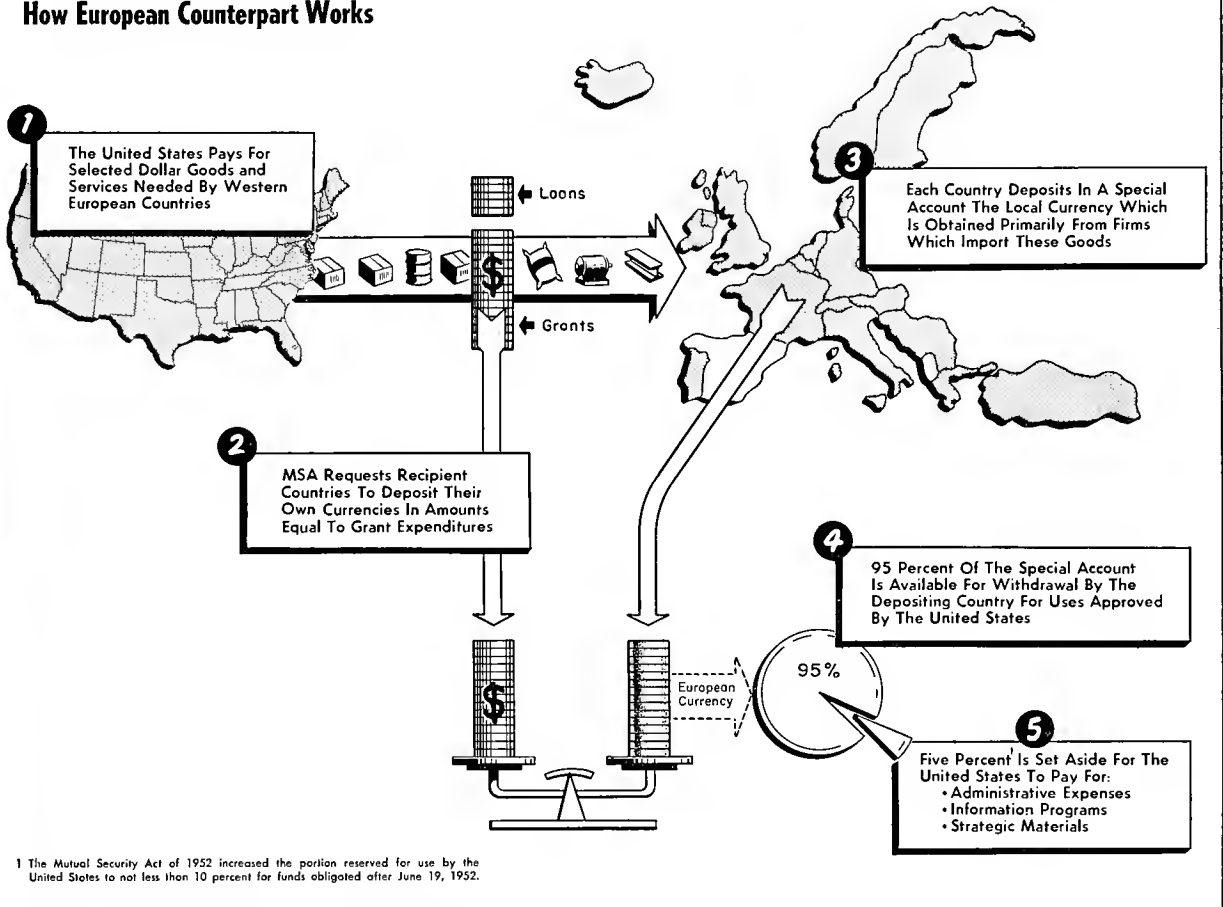 How European Counterpart Works
1
The United States Pays For
Selected Dollar Goods and
Services Needed By Western
European Countries
Loans
$
Grants
3
Each Country Deposits In A Special
Account The Local Currency Which
Is Obtained Primarily From Firms
Which Import These Goods
2
MSA Requests Recipient
Countries To Deposit Their
Own Currencies In Amounts
Equal To Grant Expenditures
4
95 Percent Of The Special Account
Is Available For Withdrawal By The
Depositing Country For Uses Approved
By The United States
$
European
Currency
95%
5
Five Percent¹ Is Set Aside For The
United States To Pay For:
• Administrative Expenses
• Information Programs
• Strategic Materials
1 The Mutual Security Act of 1952 increased the portion reserved for use by the
United States to not less than 10 percent for funds obligated after June 19, 1952.